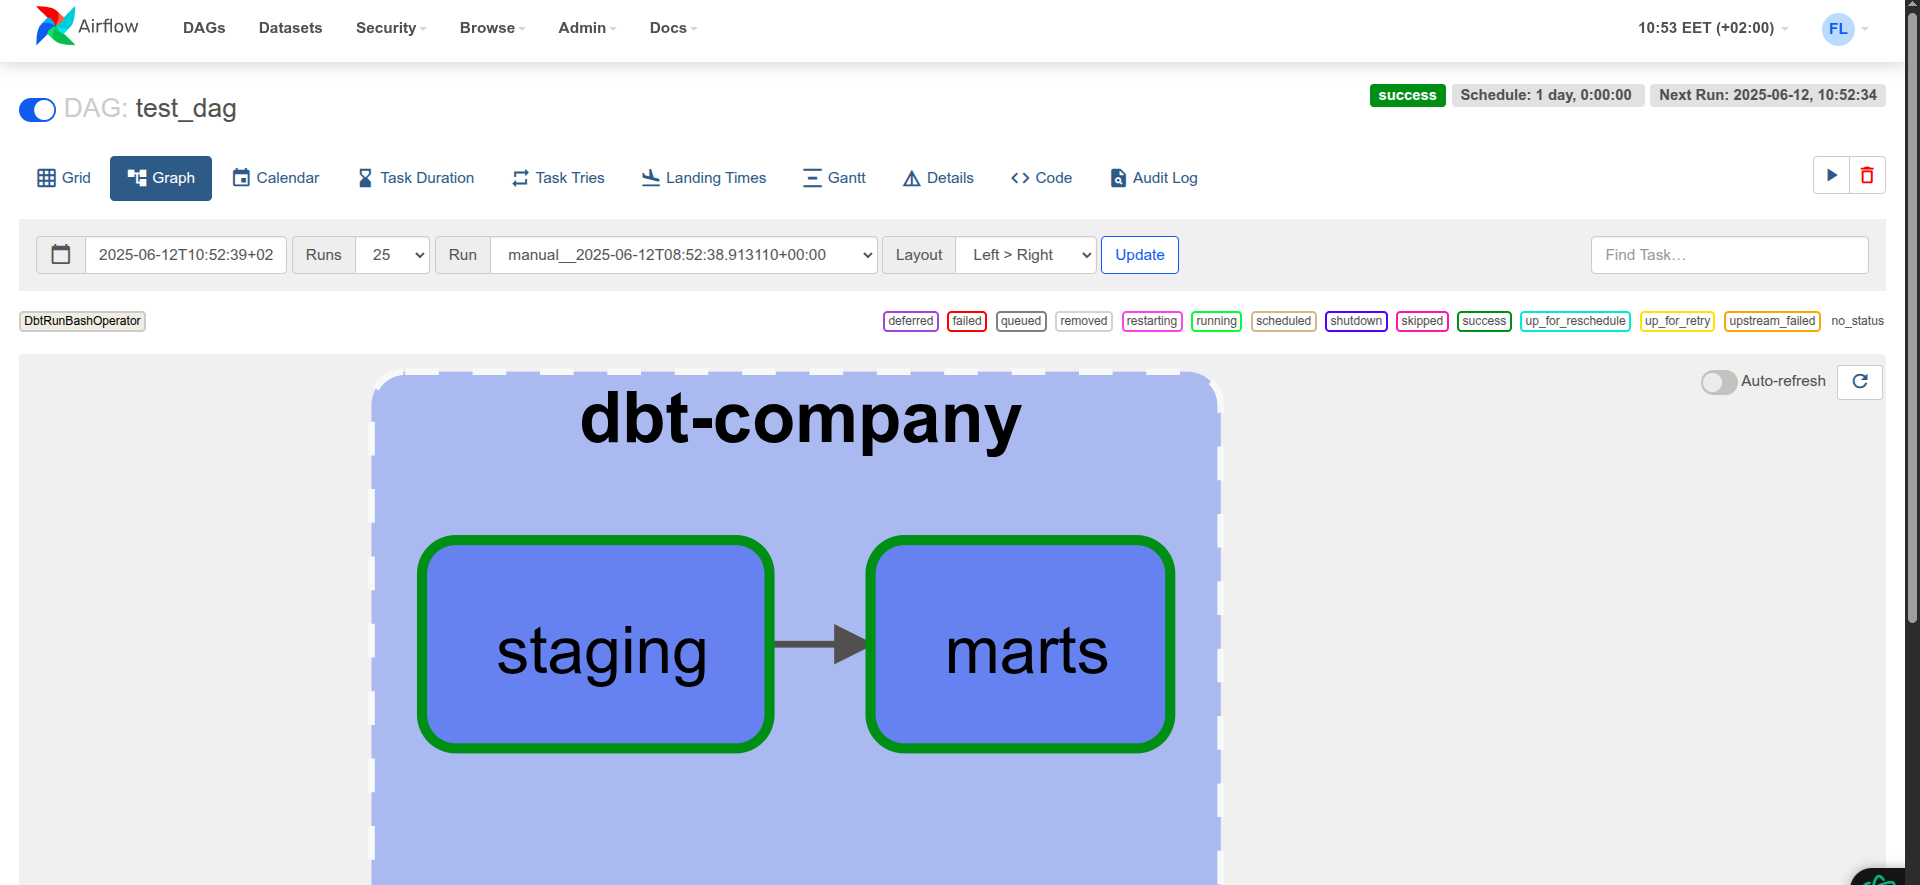 Airflow DAGs Datasets Security Browse Admin Docs 10:53 EET (+02:00) FL
DAG: test_dag success Schedule: 1 day, 0:00:00 Next Run: 2025-06-12, 10:52:34
Grid Graph Calendar Task Duration Task Tries Landing Times Gantt Details Code Audit Log
2025-06-12T10:52:39+02 Runs 25 Run manual__2025-06-12T08:52:38.913110+00:00 Layout Left > Right Update Find Task…
DbtRunBashOperator deferred failed queued removed restarting running scheduled shutdown skipped success up_for_reschedule up_for_retry upstream_failed no_status
Auto-refresh
dbt-company
staging marts